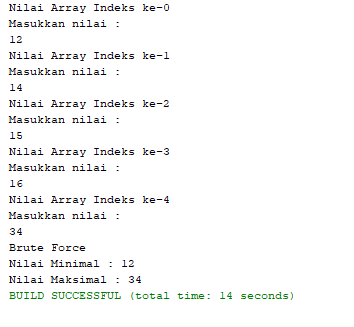 Nilai Array Indeks ke-0
Masukkan nilai :
12
Nilai Array Indeks ke-1
Masukkan nilai :
14
Nilai Array Indeks ke-2
Masukkan nilai :
15
Nilai Array Indeks ke-3
Masukkan nilai :
16
Nilai Array Indeks ke-4
Masukkan nilai :
34
Brute Force
Nilai Minimal : 12
Nilai Maksimal : 34
BUILD SUCCESSFUL (total time: 14 seconds)